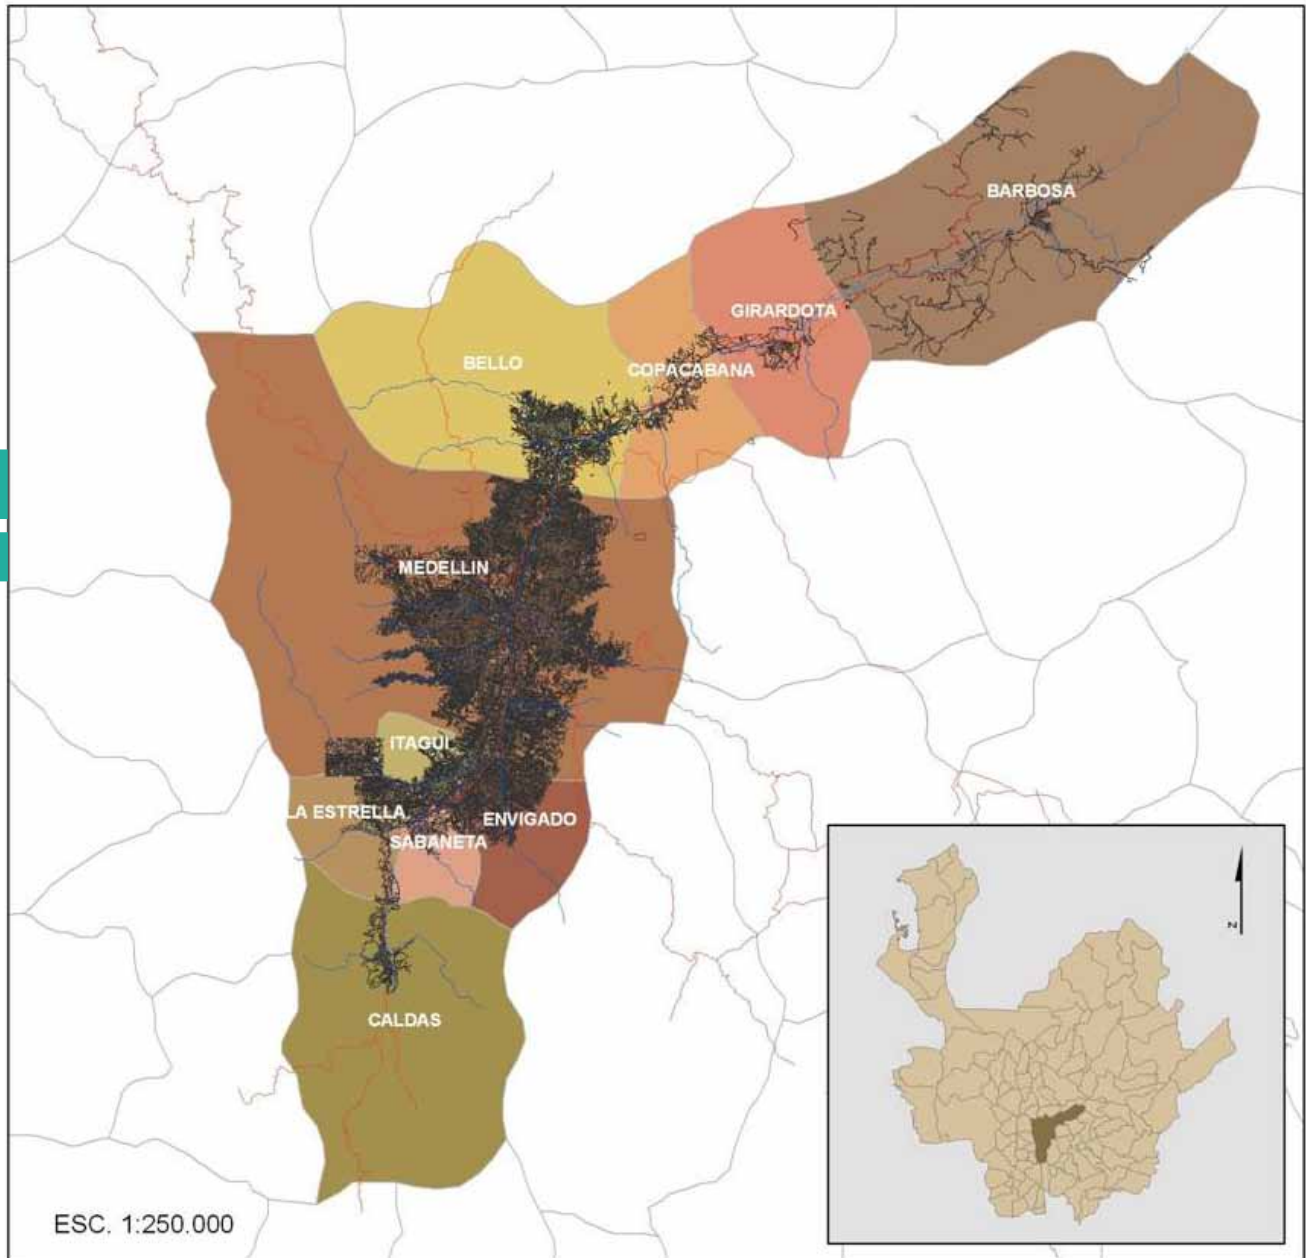 BARBOSA
GIRARDOTA
BELLO
COPACABANA
MEDELLIN
ITAGUI
LA ESTRELLA
ENVIGADO
SABANETA
CALDAS
N
ESC. 1:250.000